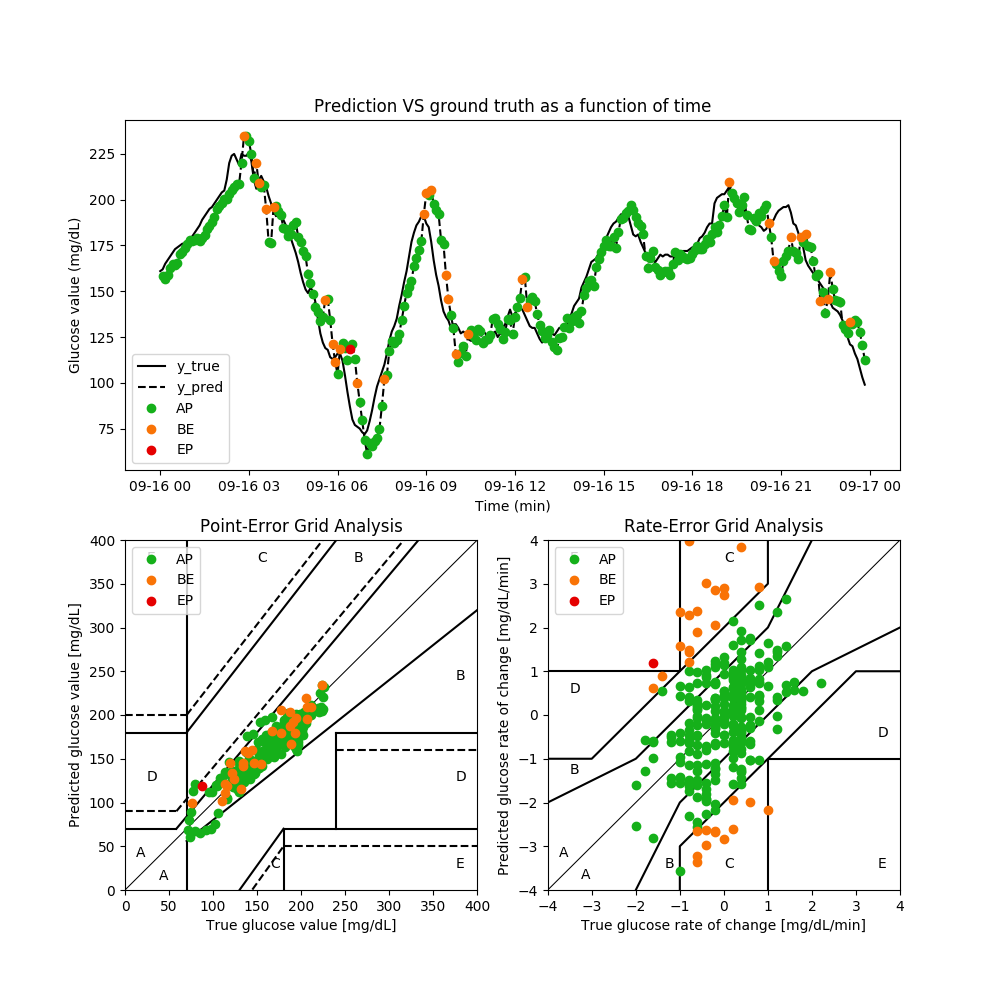 Prediction VS ground truth as a function of time
Glucose value (mg/dL)
225
200
175
150
125
100
75
y_true
y_pred
AP
BE
EP
09-16 00 09-16 03 09-16 06 09-16 09 09-16 12 09-16 15 09-16 18 09-16 21 09-17 00
Time (min)
Point-Error Grid Analysis
Predicted glucose value [mg/dL]
400
350
300
250
200
150
100
50
0
AP
BE
EP
C
B
B
D
D
A
A
C
E
0 50 100 150 200 250 300 350 400
True glucose value [mg/dL]
Rate-Error Grid Analysis
Predicted glucose rate of change [mg/dL/min]
4
3
2
1
0
−1
−2
−3
−4
AP
BE
EP
C
D
D
B
A
A
B
C
E
−4 −3 −2 −1 0 1 2 3 4
True glucose rate of change [mg/dL/min]